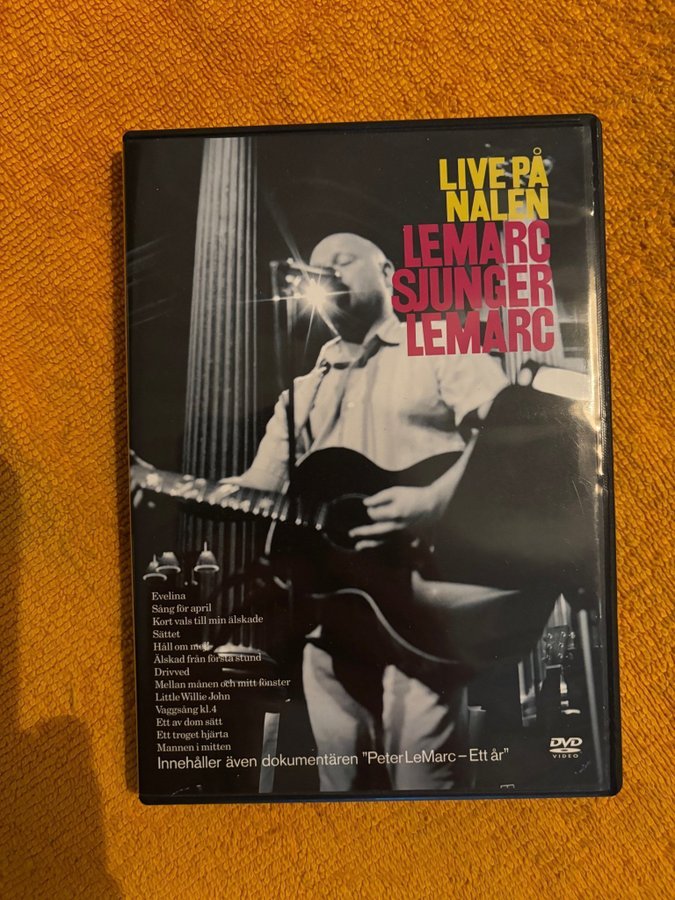 LIVE PÅ
NALEN
LEMARC
SJUNGER
LEMARC
Evelina
Sång för april
Kort vals till min älskade
Sättet
Håll om mej
Älskad från första stund
Drivved
Mellan månen och mitt fönster
Little Willie John
Vaggsång kl.4
Ett av dom sätt
Ett troget hjärta
Mannen i mitten
Innehåller även dokumentären "Peter LeMarc – Ett år"
DVD
VIDEO